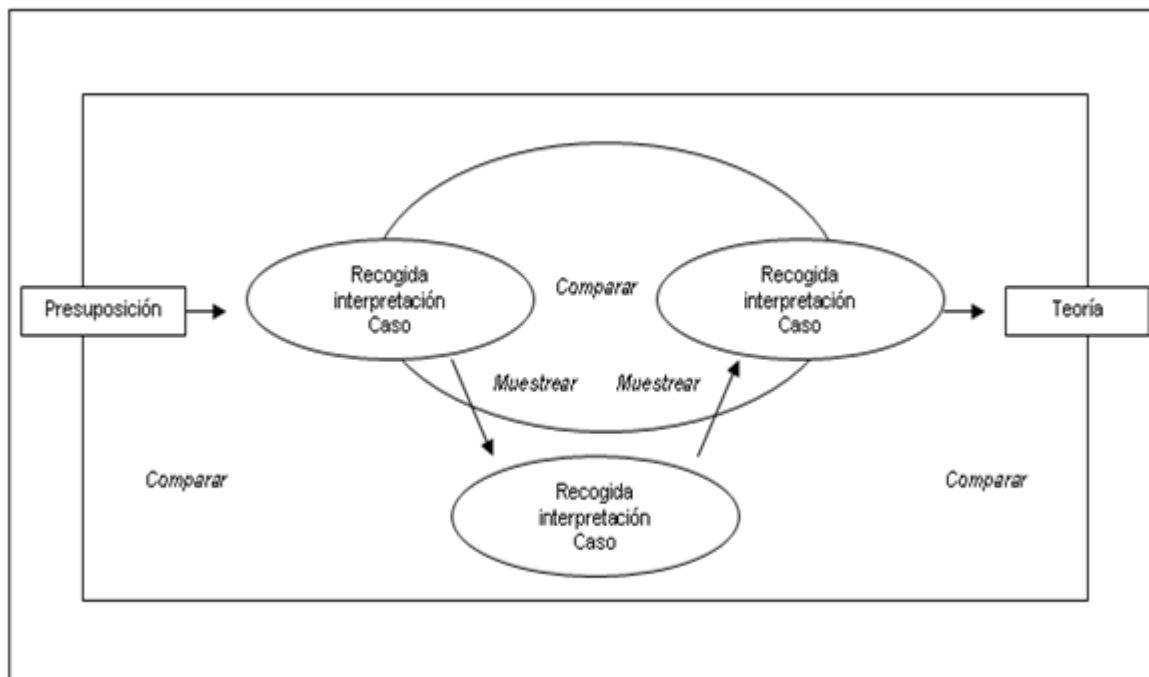 Recogida
interpretación
Caso
Recogida
interpretación
Caso
Comparar
Presuposición
Teoría
Muestrear
Muestrear
Comparar
Comparar
Recogida
interpretación
Caso